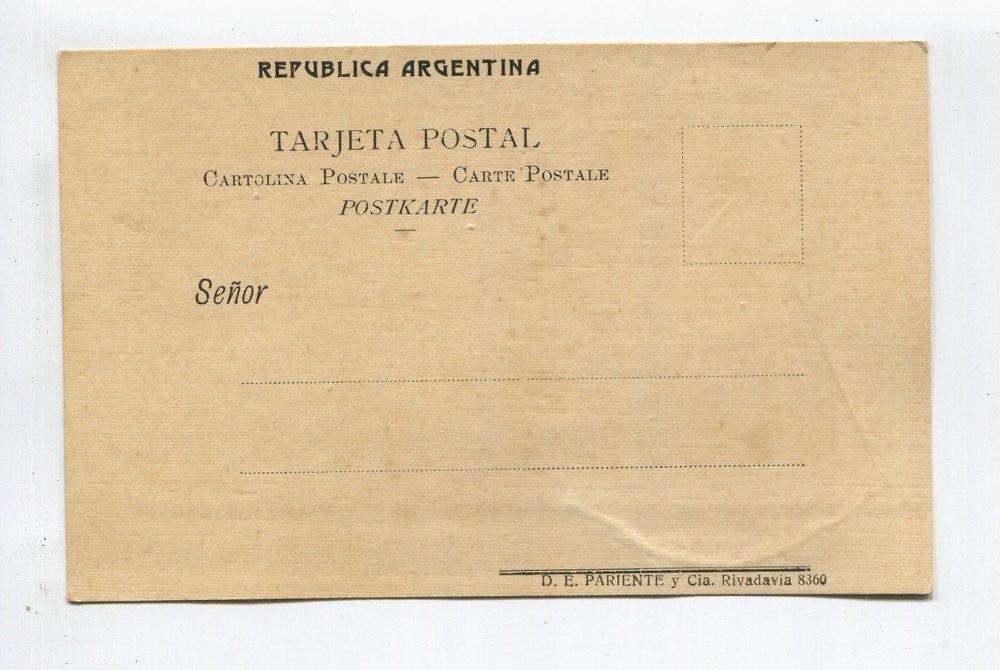 REPUBLICA ARGENTINA
TARJETA POSTAL
CARTOLINA POSTALE — CARTE POSTALE
POSTKARTE
Señor
D. E. PARIENTE y Cia. Rivadavia 8360